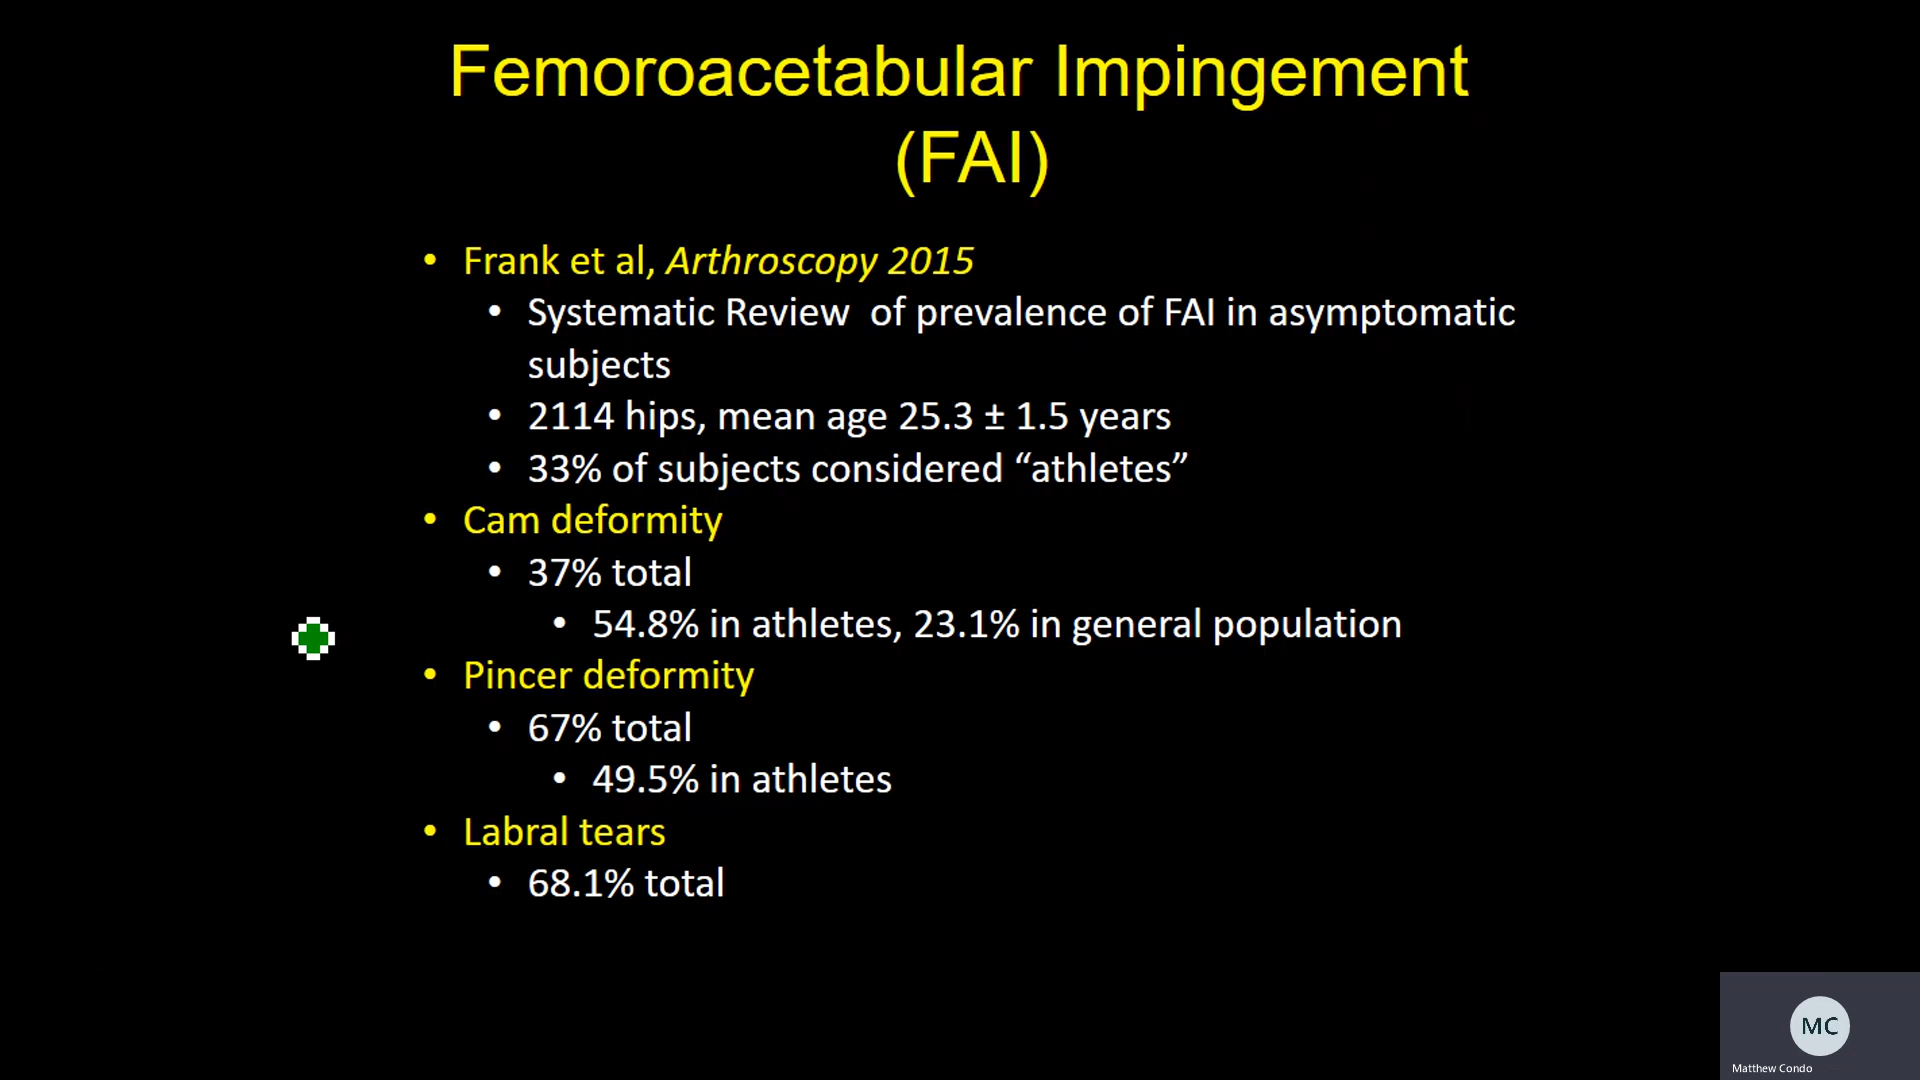 Femoroacetabular Impingement
(FAI)
• Frank et al, Arthroscopy 2015
• Systematic Review  of prevalence of FAI in asymptomatic
subjects
• 2114 hips, mean age 25.3 ± 1.5 years
• 33% of subjects considered “athletes”
• Cam deformity
• 37% total
• 54.8% in athletes, 23.1% in general population
• Pincer deformity
• 67% total
• 49.5% in athletes
• Labral tears
• 68.1% total
MC
Matthew Condo